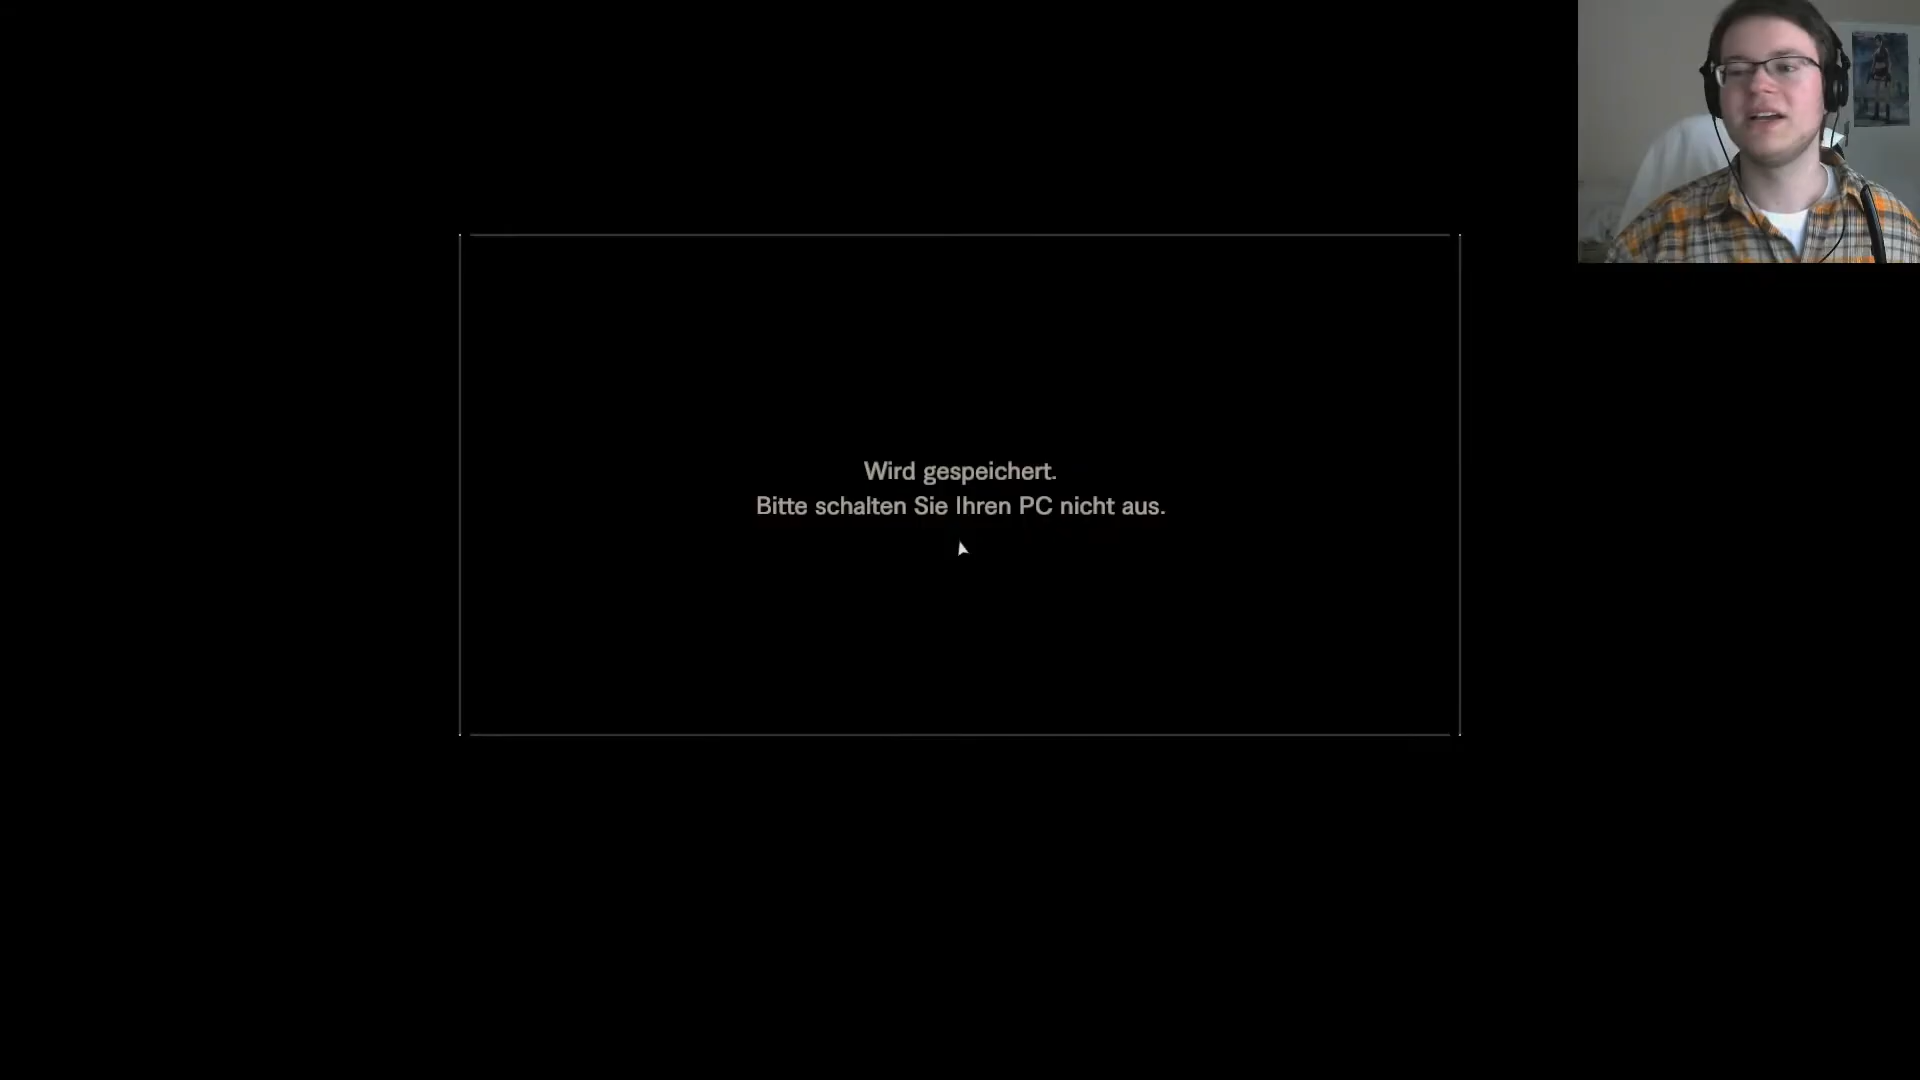 Wird gespeichert.
Bitte schalten Sie Ihren PC nicht aus.